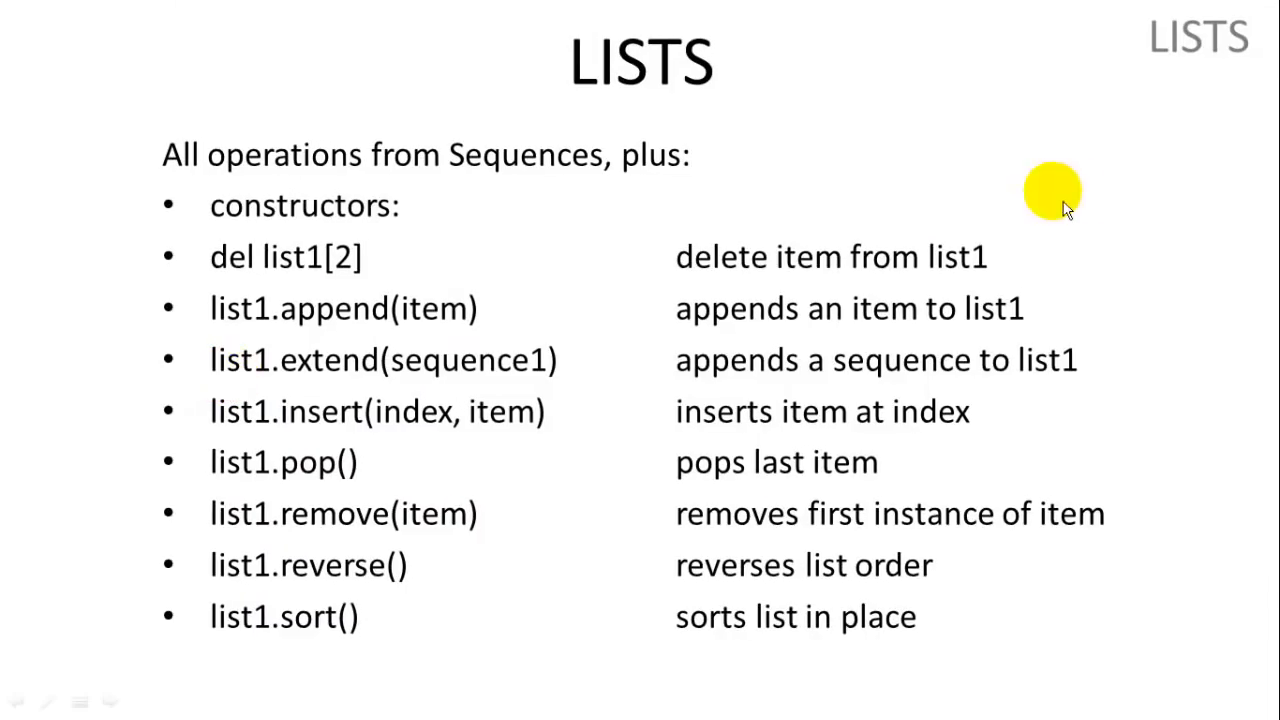 LISTS
LISTS
All operations from Sequences, plus:
• constructors:
• del list1[2] delete item from list1
• list1.append(item) appends an item to list1
• list1.extend(sequence1) appends a sequence to list1
• list1.insert(index, item) inserts item at index
• list1.pop() pops last item
• list1.remove(item) removes first instance of item
• list1.reverse() reverses list order
• list1.sort() sorts list in place